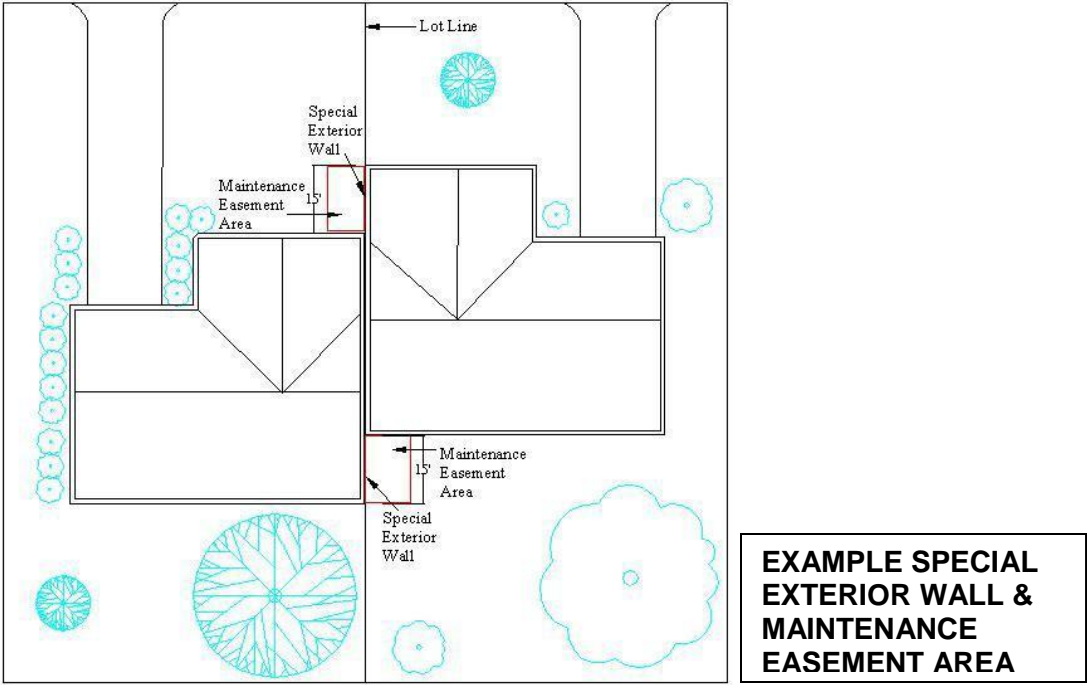 Lot Line
Special
Exterior
Wall
Maintenance
Easement
Area
15'
Maintenance
Easement
Area
15'
Special
Exterior
Wall
EXAMPLE SPECIAL
EXTERIOR WALL &
MAINTENANCE
EASEMENT AREA